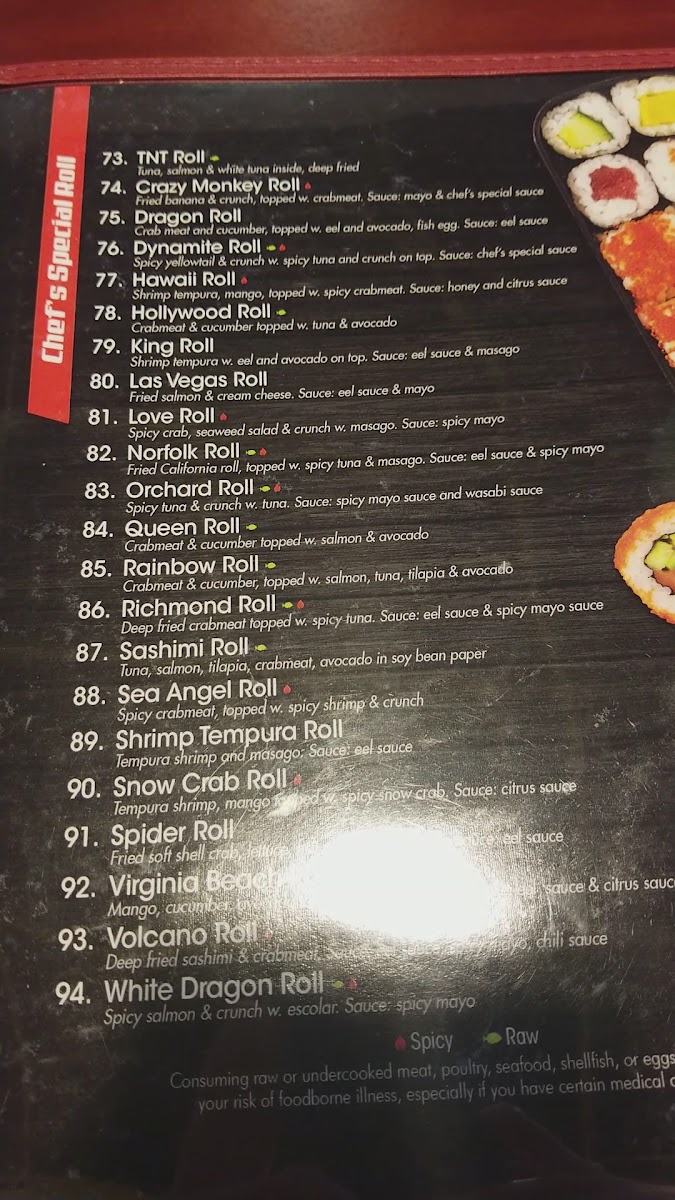 Chef's Special Roll
73. TNT Roll
Tuna, salmon & white tuna inside, deep fried
74. Crazy Monkey Roll
Fried banana & crunch, topped w. crabmeat. Sauce: mayo & chef's special sauce
75. Dragon Roll
Crab meat and cucumber, topped w. eel and avocado, fish egg. Sauce: eel sauce
76. Dynamite Roll
Spicy yellowtail & crunch w. spicy tuna and crunch on top. Sauce: chef's special sauce
77. Hawaii Roll
Shrimp tempura, mango, topped w. spicy crabmeat. Sauce: honey and citrus sauce
78. Hollywood Roll
Crabmeat & cucumber topped w. tuna & avocado
79. King Roll
Shrimp tempura w. eel and avocado on top. Sauce: eel sauce & masago
80. Las Vegas Roll
Fried salmon & cream cheese. Sauce: eel sauce & mayo
81. Love Roll
Spicy crab, seaweed salad & crunch w. masago. Sauce: spicy mayo
82. Norfolk Roll
Fried California roll, topped w. spicy tuna & masago. Sauce: eel sauce & spicy mayo
83. Orchard Roll
Spicy tuna & crunch w. tuna. Sauce: spicy mayo sauce and wasabi sauce
84. Queen Roll
Crabmeat & cucumber topped w. salmon & avocado
85. Rainbow Roll
Crabmeat & cucumber, topped w. salmon, tuna, tilapia & avocado
86. Richmond Roll
Deep fried crabmeat topped w. spicy tuna. Sauce: eel sauce & spicy mayo sauce
87. Sashimi Roll
Tuna, salmon, tilapia, crabmeat, avocado in soy bean paper
88. Sea Angel Roll
Spicy crabmeat, topped w. spicy shrimp & crunch
89. Shrimp Tempura Roll
Tempura shrimp and masago. Sauce: eel sauce
90. Snow Crab Roll
Tempura shrimp, mango topped w. spicy snow crab. Sauce: citrus sauce
91. Spider Roll
Fried soft shell crab, eel sauce
92. Virginia Beach
Mango, cucumber, sauce & citrus sauc
93. Volcano Roll
Deep fried sashimi & crabmeat. chili sauce
94. White Dragon Roll
Spicy salmon & crunch w. escolar. Sauce: spicy mayo
Spicy Raw
Consuming raw or undercooked meat, poultry, seafood, shellfish, or eggs
your risk of foodborne illness, especially if you have certain medical